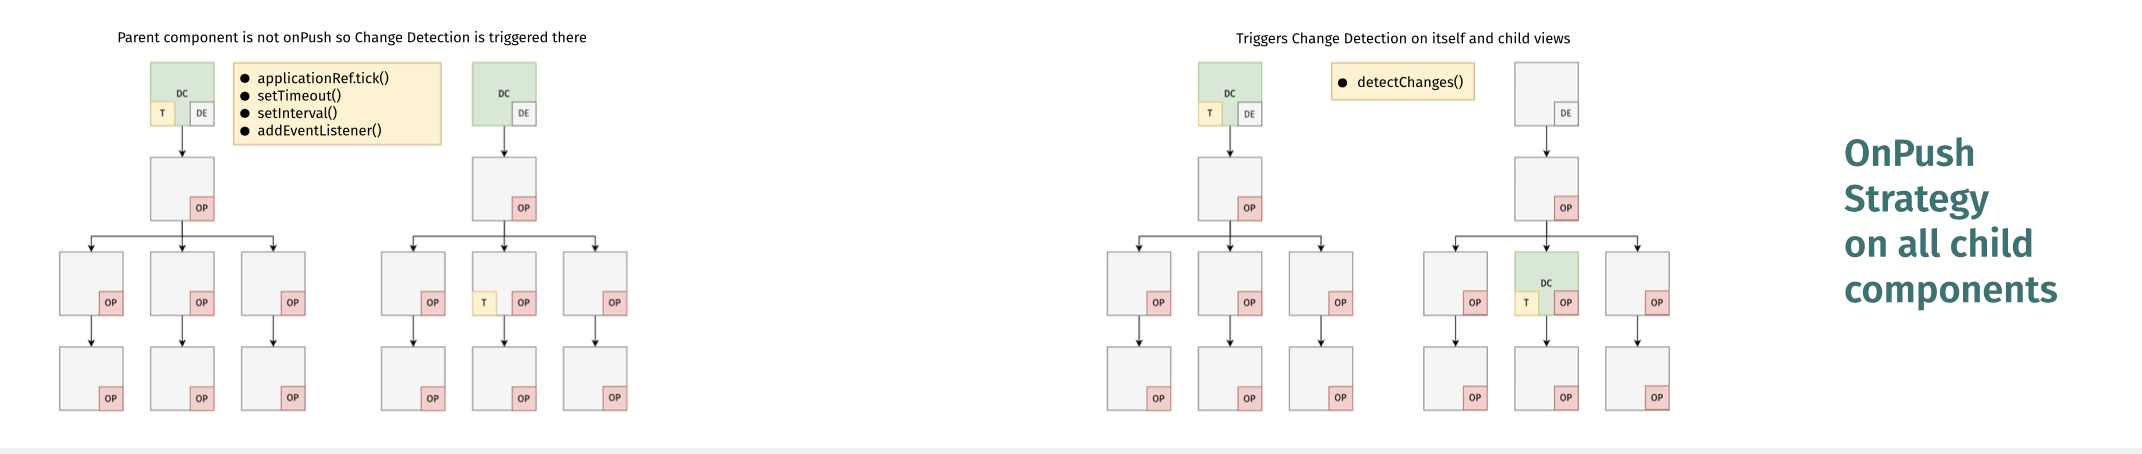 Parent component is not onPush so Change Detection is triggered there
DC
T DE
● applicationRef.tick()
● setTimeout()
● setInterval()
● addEventListener()
DC
DE
OP OP
OP OP OP OP T OP OP
OP OP OP OP OP OP
Triggers Change Detection on itself and child views
DC
T DE
● detectChanges()
DE
OP OP
OP OP OP OP DC T OP OP
OP OP OP OP OP OP
OnPush
Strategy
on all child
components